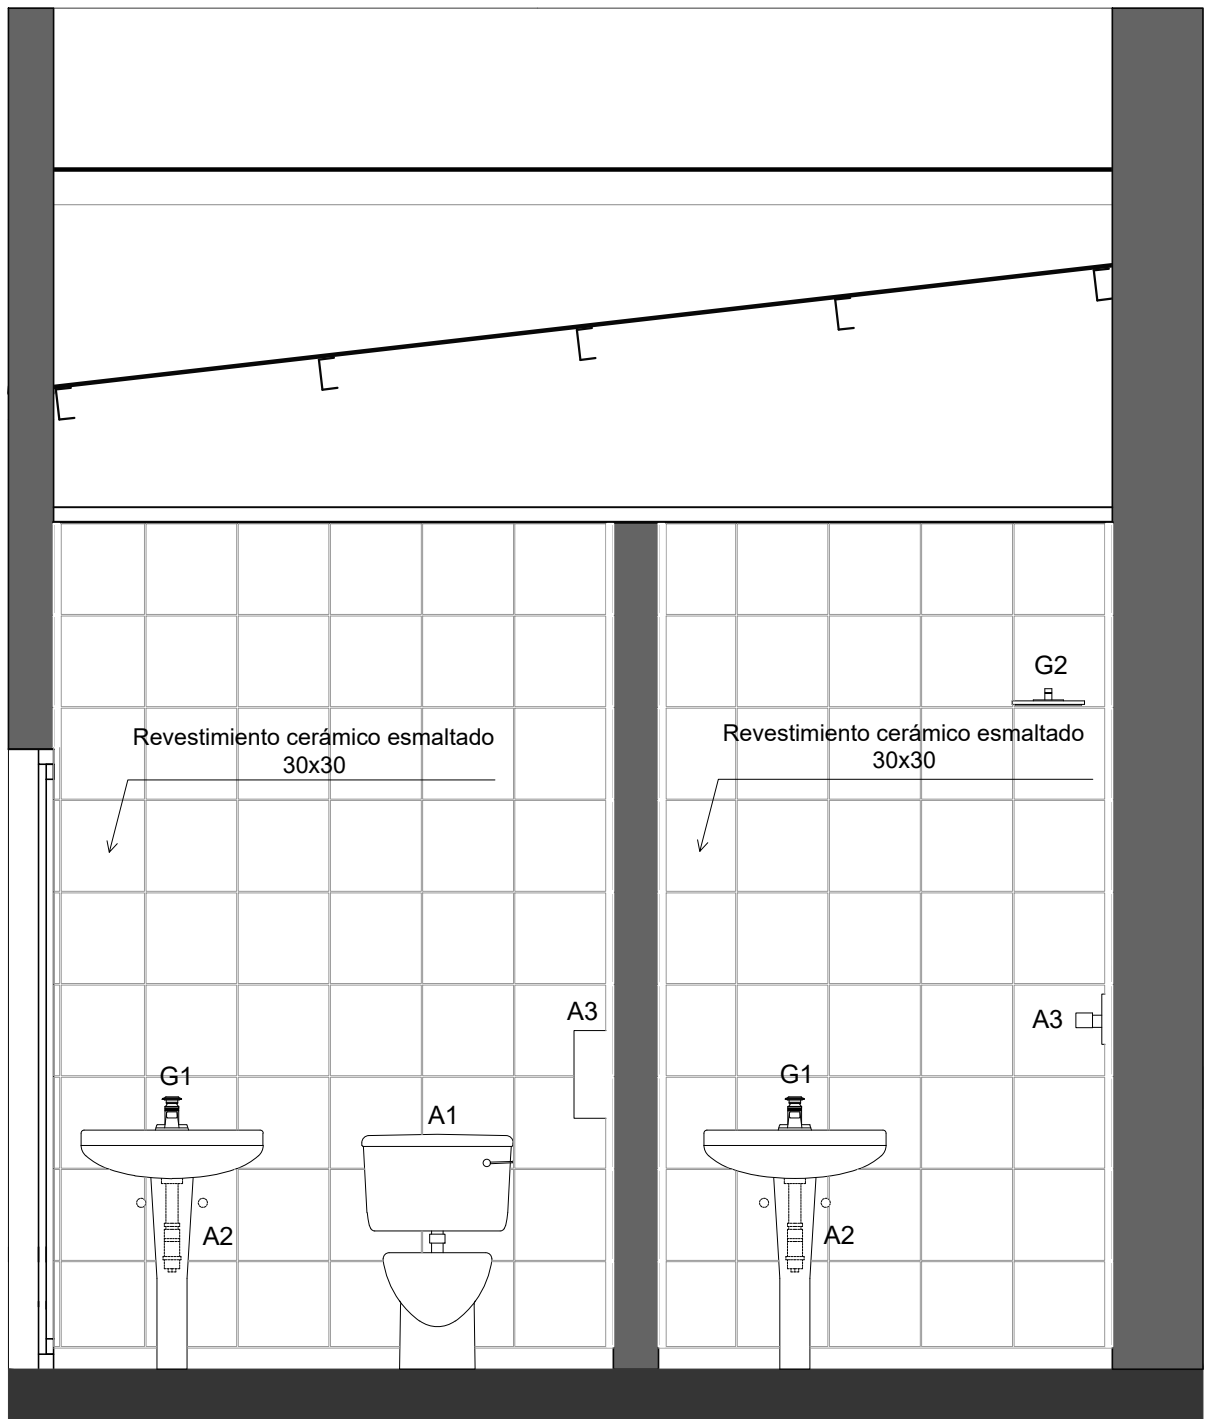 G2
Revestimiento cerámico esmaltado
30x30
Revestimiento cerámico esmaltado
30x30
A3
A3
G1
G1
A1
A2
A2